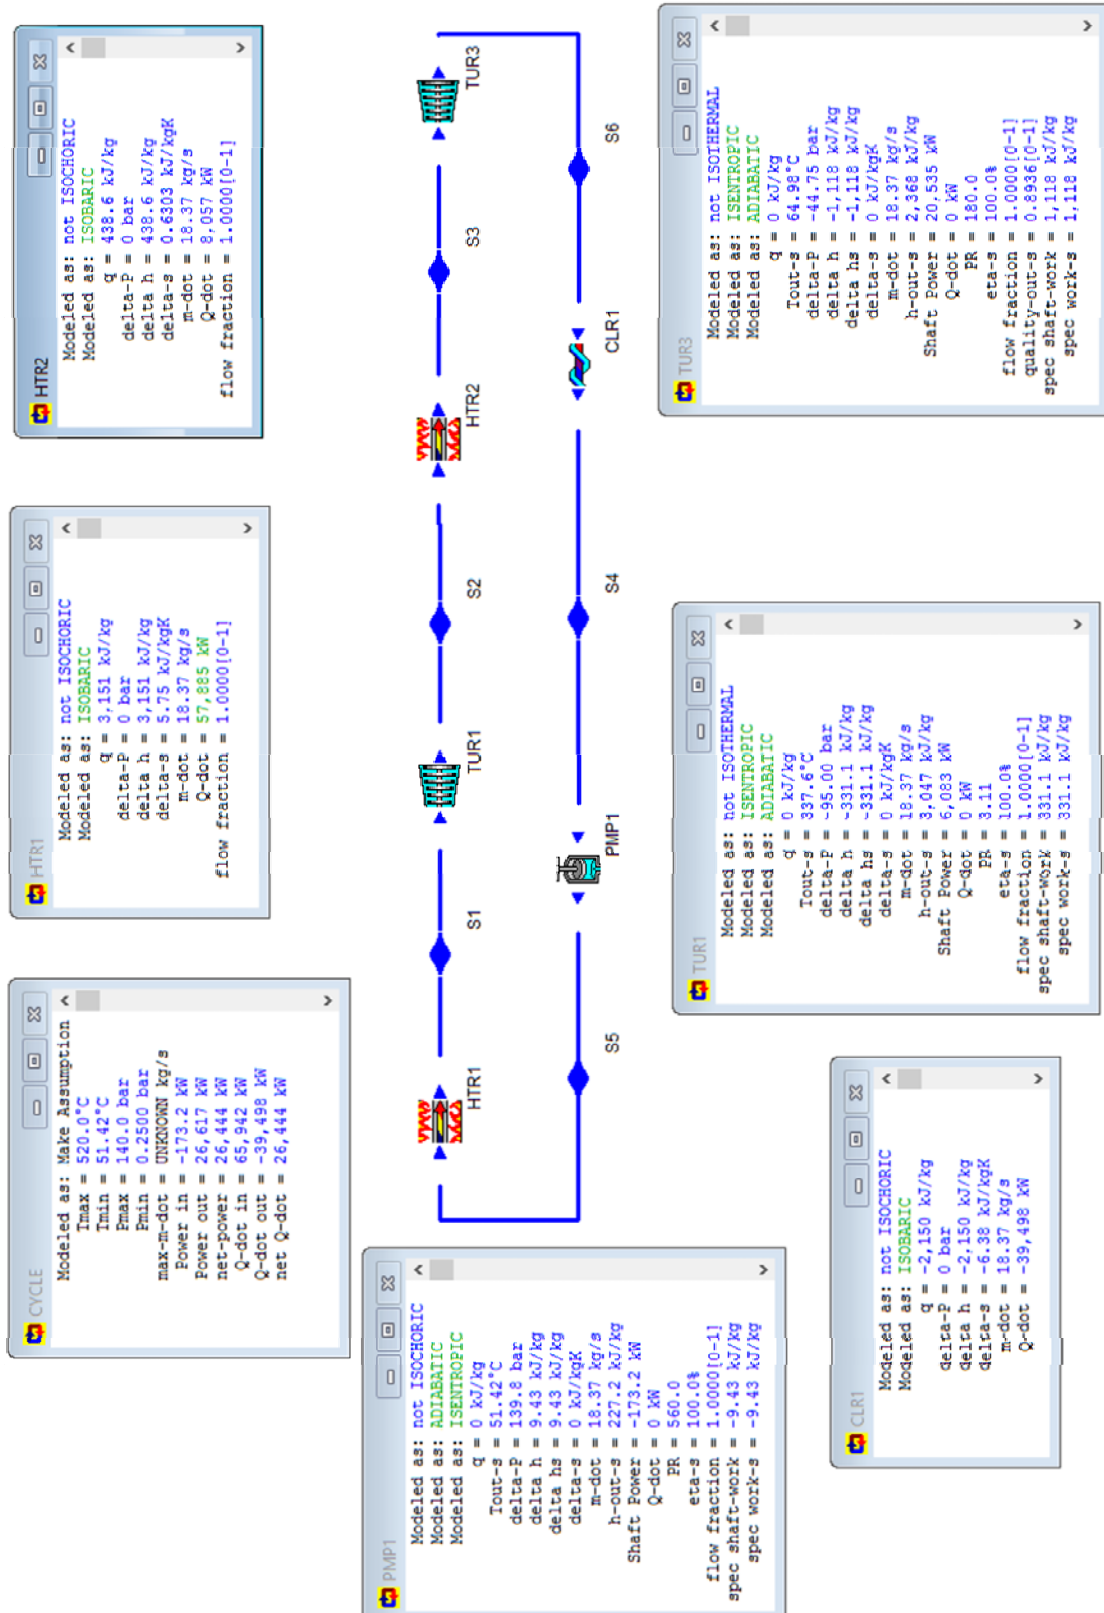 CYCLE
Modeled as: Make Assumption
Tmax = 520.0°C
Tmin = 51.42°C
Pmax = 140.0 bar
Pmin = 0.2500 bar
max-m-dot = UNKNOWN kg/s
Power in = -173.2 kW
Power out = 26,617 kW
net-power = 26,444 kW
Q-dot in = 65,942 kW
Q-dot out = -39,498 kW
net Q-dot = 26,444 kW
HTR1
Modeled as: not ISOCHORIC
Modeled as: ISOBARIC
q = 3,151 kJ/kg
delta-P = 0 bar
delta h = 3,151 kJ/kg
delta-s = 5.75 kJ/kgK
m-dot = 18.37 kg/s
Q-dot = 57,885 kW
flow fraction = 1.0000[0-1]
HTR2
Modeled as: not ISOCHORIC
Modeled as: ISOBARIC
q = 438.6 kJ/kg
delta-P = 0 bar
delta h = 438.6 kJ/kg
delta-s = 0.6303 kJ/kgK
m-dot = 18.37 kg/s
Q-dot = 8,057 kW
flow fraction = 1.0000[0-1]
PMP1
Modeled as: not ISOCHORIC
Modeled as: ADIABATIC
Modeled as: ISENTROPIC
q = 0 kJ/kg
Tout-s = 51.42°C
delta-P = 139.8 bar
delta h = 9.43 kJ/kg
delta hs = 9.43 kJ/kg
delta-s = 0 kJ/kgK
m-dot = 18.37 kg/s
h-out-s = 227.2 kJ/kg
Shaft Power = -173.2 kW
Q-dot = 0 kW
PR = 560.0
eta-s = 100.0%
flow fraction = 1.0000[0-1]
spec shaft-work = -9.43 kJ/kg
spec work-s = -9.43 kJ/kg
HTR1
S1
TUR1
S2
HTR2
S3
TUR3
S5
PMP1
S4
CLR1
S6
CLR1
Modeled as: not ISOCHORIC
Modeled as: ISOBARIC
q = -2,150 kJ/kg
delta-P = 0 bar
delta h = -2,150 kJ/kg
delta-s = -6.38 kJ/kgK
m-dot = 18.37 kg/s
Q-dot = -39,498 kW
TUR1
Modeled as: not ISOTHERMAL
Modeled as: ISENTROPIC
Modeled as: ADIABATIC
q = 0 kJ/kg
Tout-s = 337.6°C
delta-P = -95.00 bar
delta h = -331.1 kJ/kg
delta hs = -331.1 kJ/kg
delta-s = 0 kJ/kgK
m-dot = 18.37 kg/s
h-out-s = 3,047 kJ/kg
Shaft Power = 6,083 kW
Q-dot = 0 kW
PR = 3.11
eta-s = 100.0%
flow fraction = 1.0000[0-1]
spec shaft-work = 331.1 kJ/kg
spec work-s = 331.1 kJ/kg
TUR3
Modeled as: not ISOTHERMAL
Modeled as: ISENTROPIC
Modeled as: ADIABATIC
q = 0 kJ/kg
Tout-s = 64.98°C
delta-P = -44.75 bar
delta h = -1,118 kJ/kg
delta hs = -1,118 kJ/kg
delta-s = 0 kJ/kgK
m-dot = 18.37 kg/s
h-out-s = 2,368 kJ/kg
Shaft Power = 20,535 kW
Q-dot = 0 kW
PR = 180.0
eta-s = 100.0%
flow fraction = 1.0000[0-1]
quality-out-s = 0.8936[0-1]
spec shaft-work = 1,118 kJ/kg
spec work-s = 1,118 kJ/kg